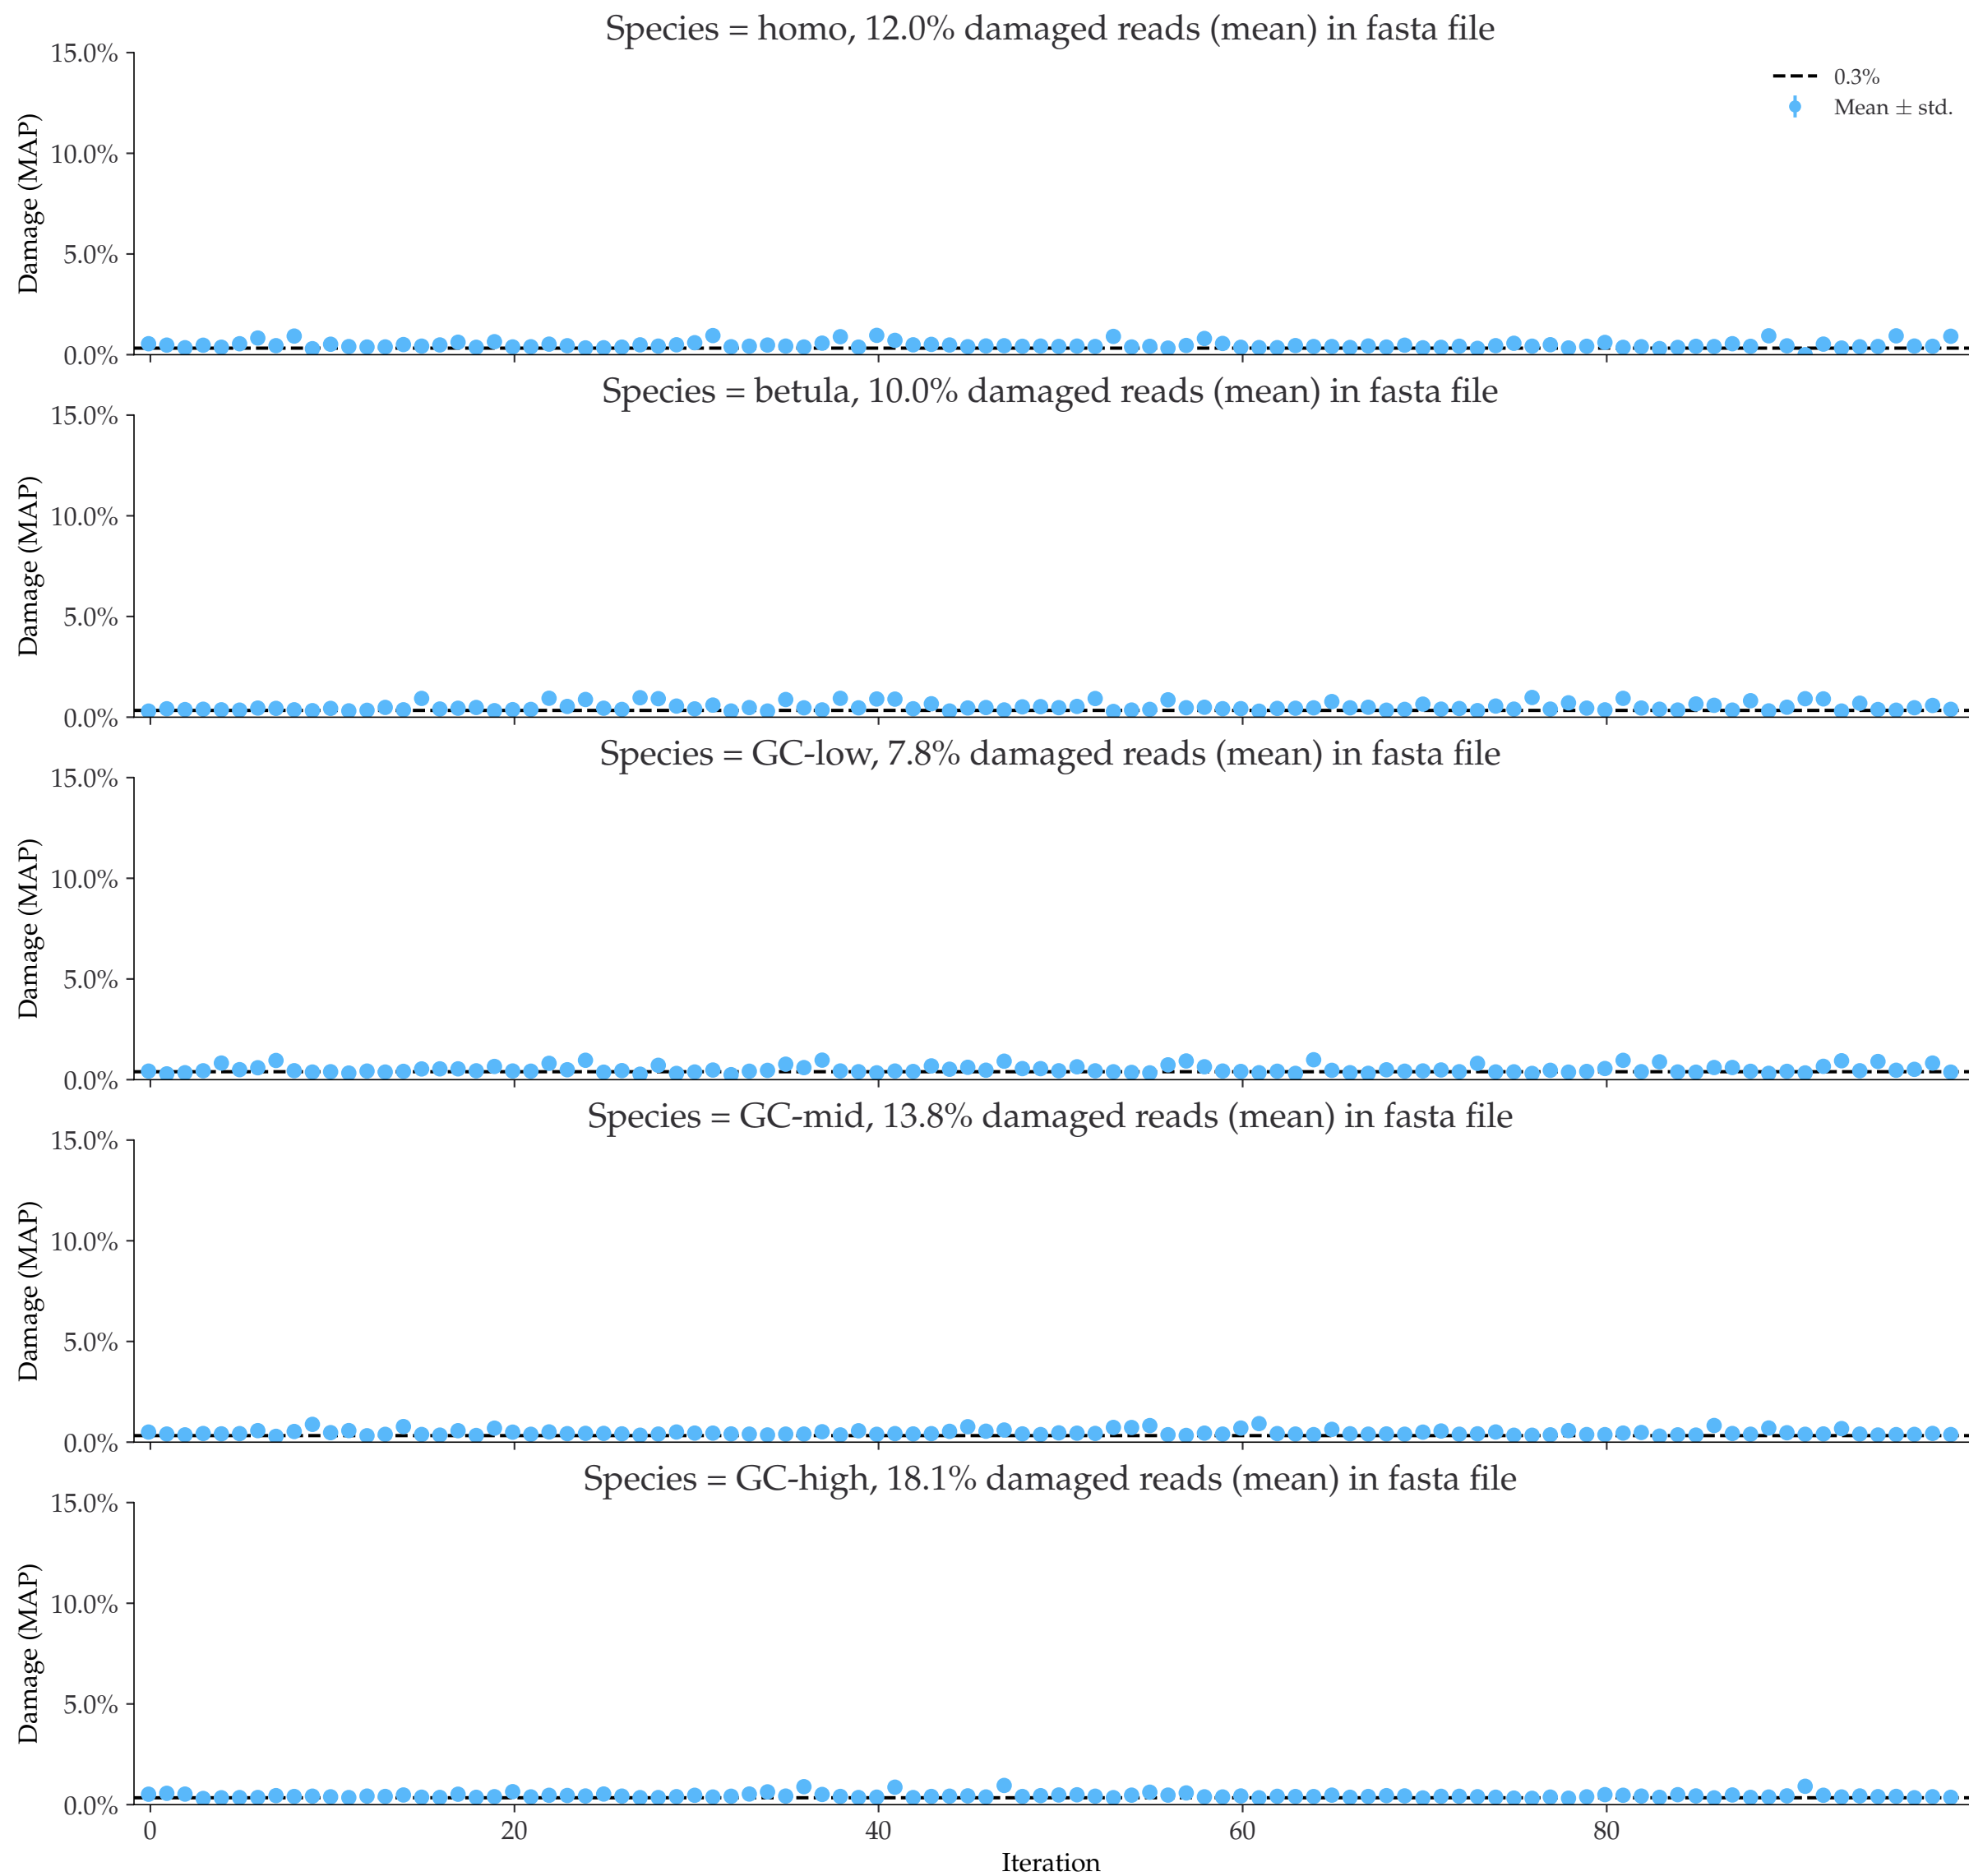 Species = homo, 12.0% damaged reads (mean) in fasta file
15.0%
10.0%
5.0%
0.0%
Damage (MAP)
0.3%
Mean ± std.
Species = betula, 10.0% damaged reads (mean) in fasta file
15.0%
10.0%
5.0%
0.0%
Damage (MAP)
Species = GC-low, 7.8% damaged reads (mean) in fasta file
15.0%
10.0%
5.0%
0.0%
Damage (MAP)
Species = GC-mid, 13.8% damaged reads (mean) in fasta file
15.0%
10.0%
5.0%
0.0%
Damage (MAP)
Species = GC-high, 18.1% damaged reads (mean) in fasta file
15.0%
10.0%
5.0%
0.0%
Damage (MAP)
0 20 40 60 80
Iteration